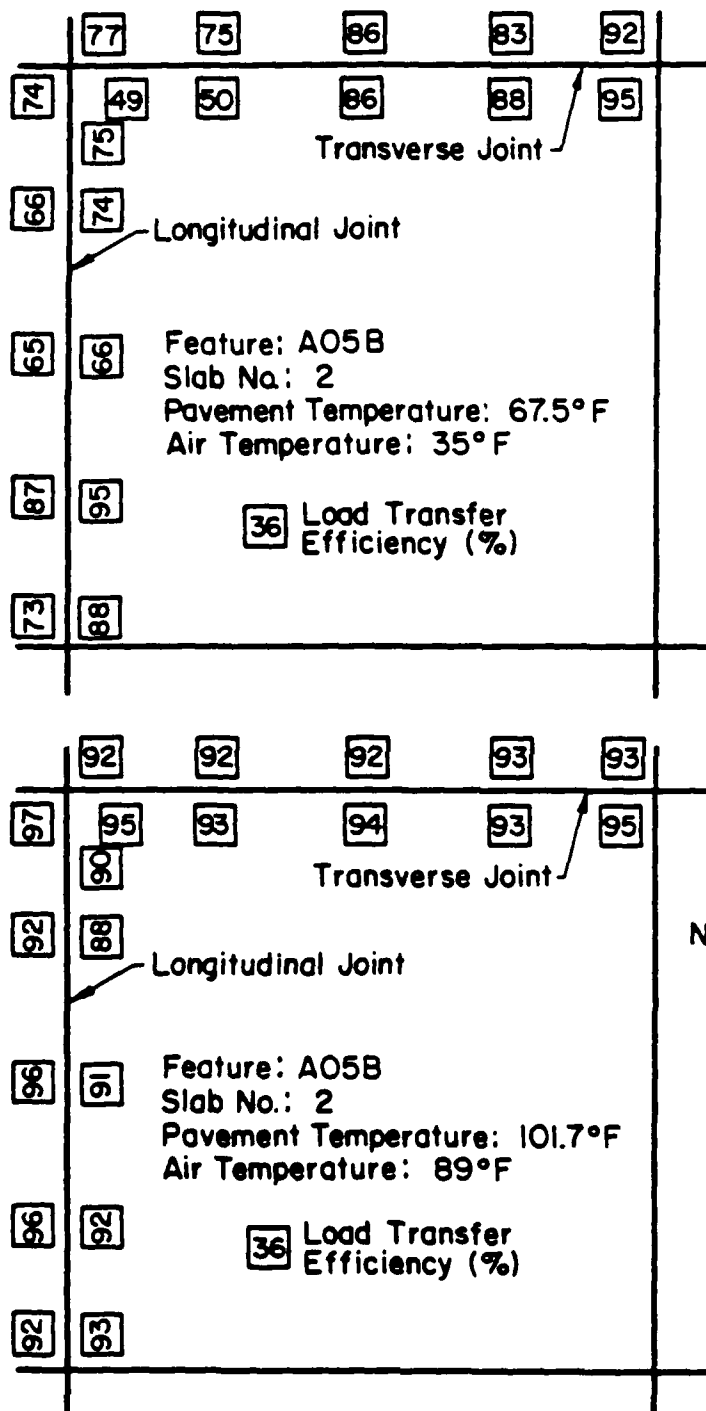 77 75 86 83 92
74 49 50 86 88 95
75
Transverse Joint
66 74
Longitudinal Joint
65 66
Feature: A05B
Slab No.: 2
Pavement Temperature: 67.5°F
Air Temperature: 35°F
87 95
36 Load Transfer
Efficiency (%)
73 88
92 92 92 93 93
97 95 93 94 93 95
90
Transverse Joint
92 88
N
Longitudinal Joint
96 91
Feature: A05B
Slab No.: 2
Pavement Temperature: 101.7°F
Air Temperature: 89°F
96 92
36 Load Transfer
Efficiency (%)
92 93